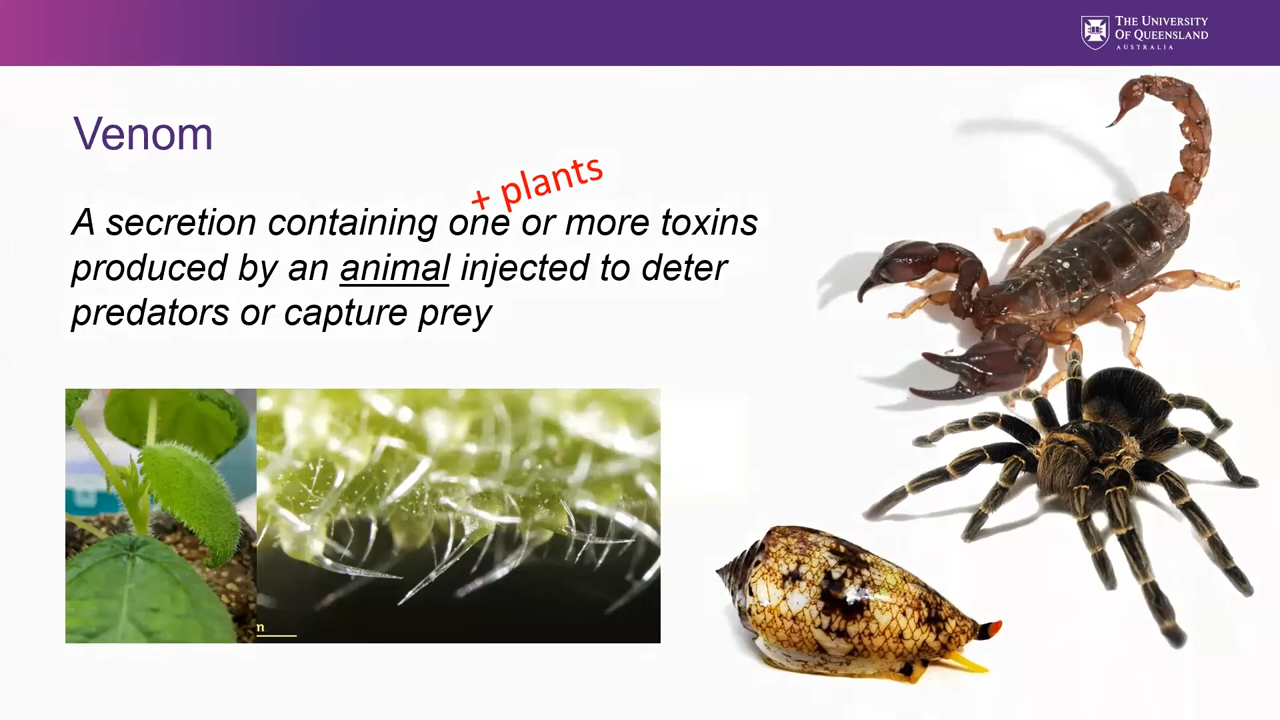 THE UNIVERSITY
OF QUEENSLAND
AUSTRALIA
Venom
+ plants
A secretion containing one or more toxins
produced by an animal injected to deter
predators or capture prey
n